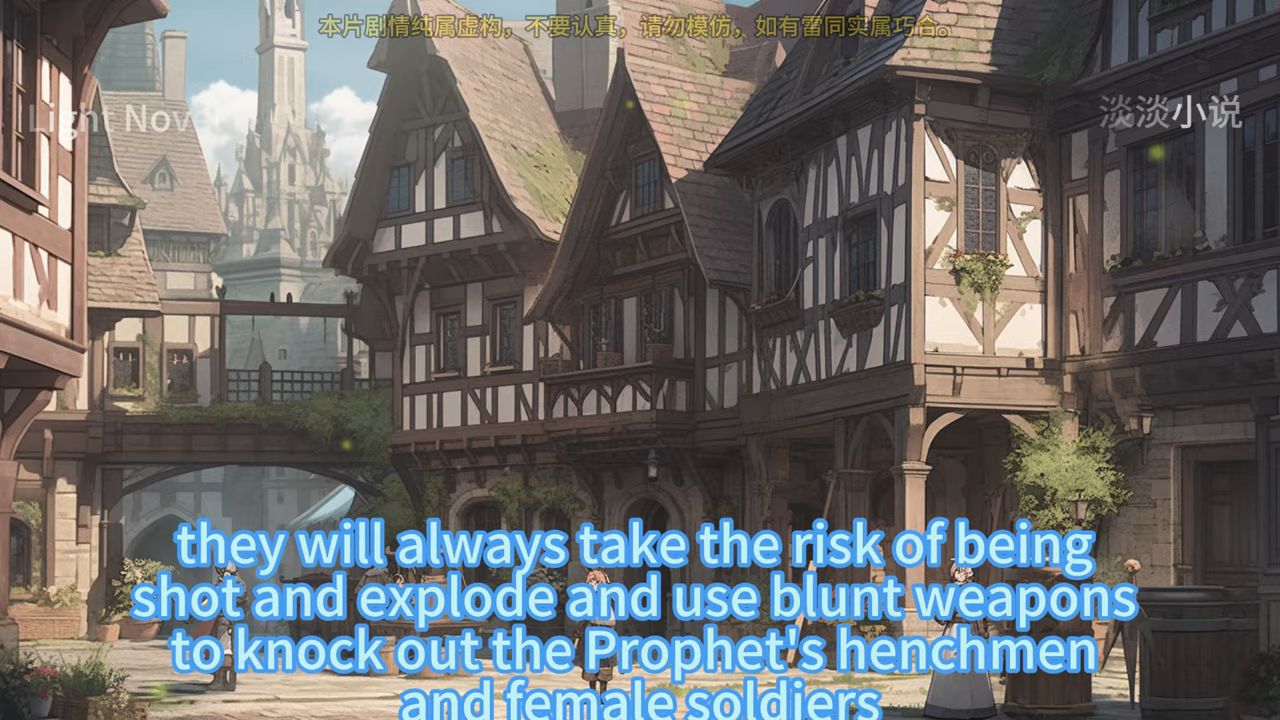 本片剧情纯属虚构，不要认真，请勿模仿，如有雷同实属巧合。
Light Nov
淡淡小说
they will always take the risk of being
shot and explode and use blunt weapons
to knock out the Prophet's henchmen
and female soldiers